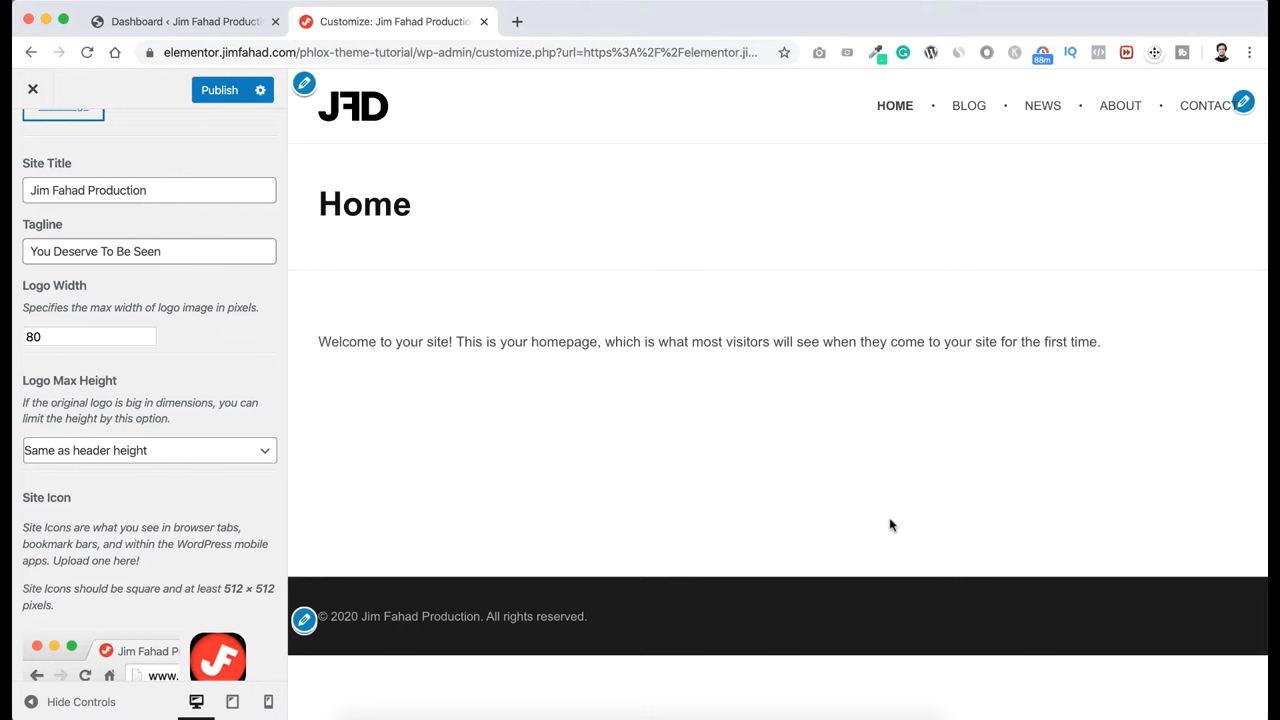 Dashboard ‹ Jim Fahad Producti
Customize: Jim Fahad Productio
elementor.jimfahad.com/phlox-theme-tutorial/wp-admin/customize.php?url=https%3A%2F%2Felementor.ji...
IQ
88m
Publish
Site Title
Jim Fahad Production
Tagline
You Deserve To Be Seen
Logo Width
Specifies the max width of logo image in pixels.
80
Logo Max Height
If the original logo is big in dimensions, you can
limit the height by this option.
Same as header height
Site Icon
Site Icons are what you see in browser tabs,
bookmark bars, and within the WordPress mobile
apps. Upload one here!
Site Icons should be square and at least 512 × 512
pixels.
Jim Fahad P
www.
Hide Controls
JFD
HOME • BLOG • NEWS • ABOUT • CONTACT
Home
Welcome to your site! This is your homepage, which is what most visitors will see when they come to your site for the first time.
© 2020 Jim Fahad Production. All rights reserved.